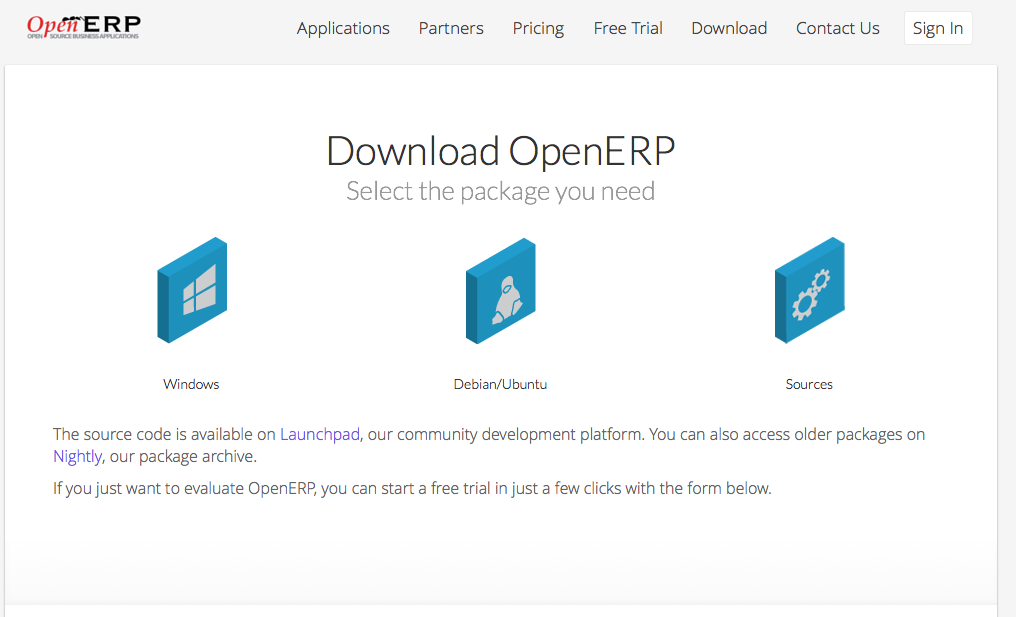 OpenERP
OPEN SOURCE BUSINESS APPLICATIONS
Applications Partners Pricing Free Trial Download Contact Us Sign In
Download OpenERP
Select the package you need
Windows Debian/Ubuntu Sources
The source code is available on Launchpad, our community development platform. You can also access older packages on
Nightly, our package archive.
If you just want to evaluate OpenERP, you can start a free trial in just a few clicks with the form below.